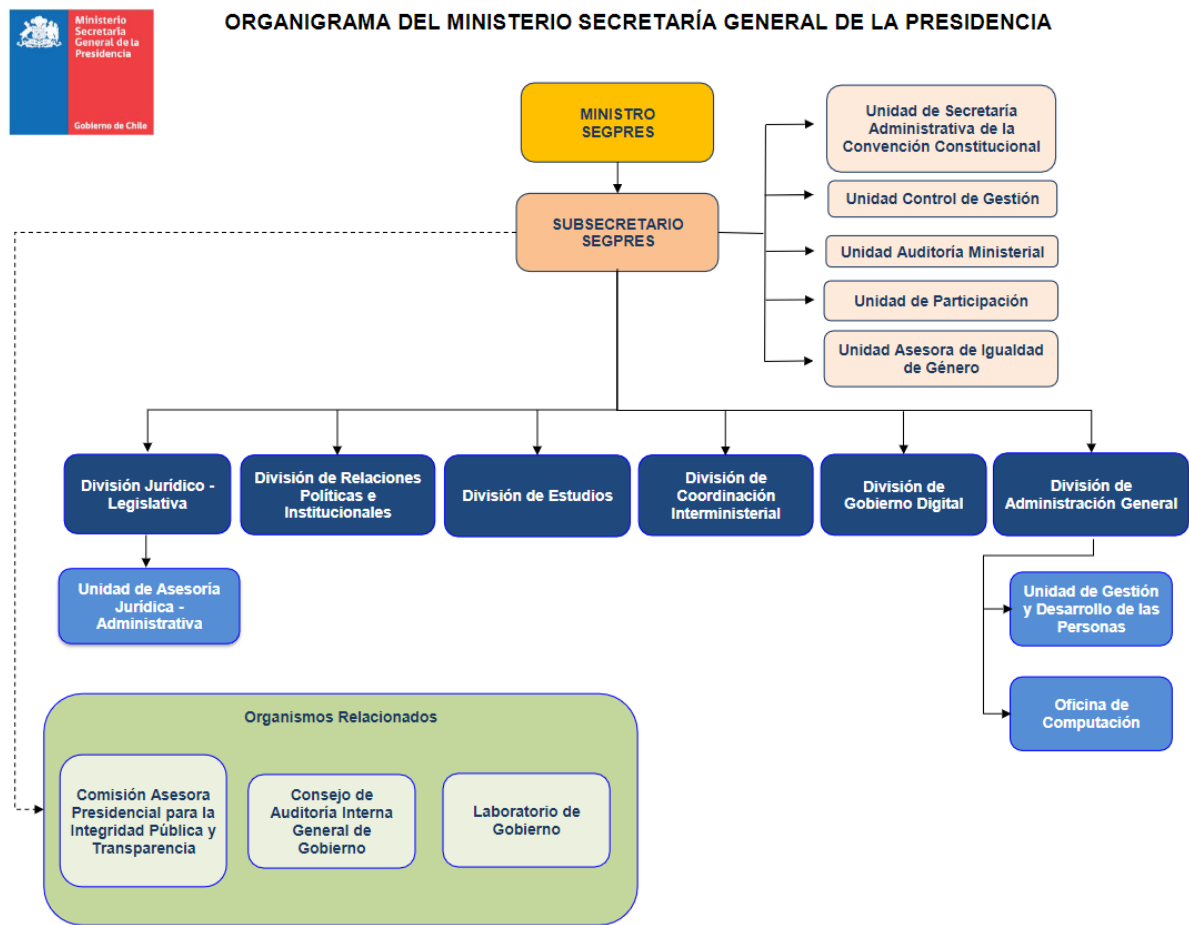 Ministerio
Secretaría
General de la
Presidencia
Gobierno de Chile
ORGANIGRAMA DEL MINISTERIO SECRETARÍA GENERAL DE LA PRESIDENCIA
MINISTRO
SEGPRES
SUBSECRETARIO
SEGPRES
Unidad de Secretaría
Administrativa de la
Convención Constitucional
Unidad Control de Gestión
Unidad Auditoría Ministerial
Unidad de Participación
Unidad Asesora de Igualdad
de Género
División Jurídico -
Legislativa
División de Relaciones
Políticas e
Institucionales
División de Estudios
División de
Coordinación
Interministerial
División de
Gobierno Digital
División de
Administración General
Unidad de Asesoría
Jurídica -
Administrativa
Unidad de Gestión
y Desarrollo de las
Personas
Oficina de
Computación
Organismos Relacionados
Comisión Asesora
Presidencial para la
Integridad Pública y
Transparencia
Consejo de
Auditoría Interna
General de
Gobierno
Laboratorio de
Gobierno